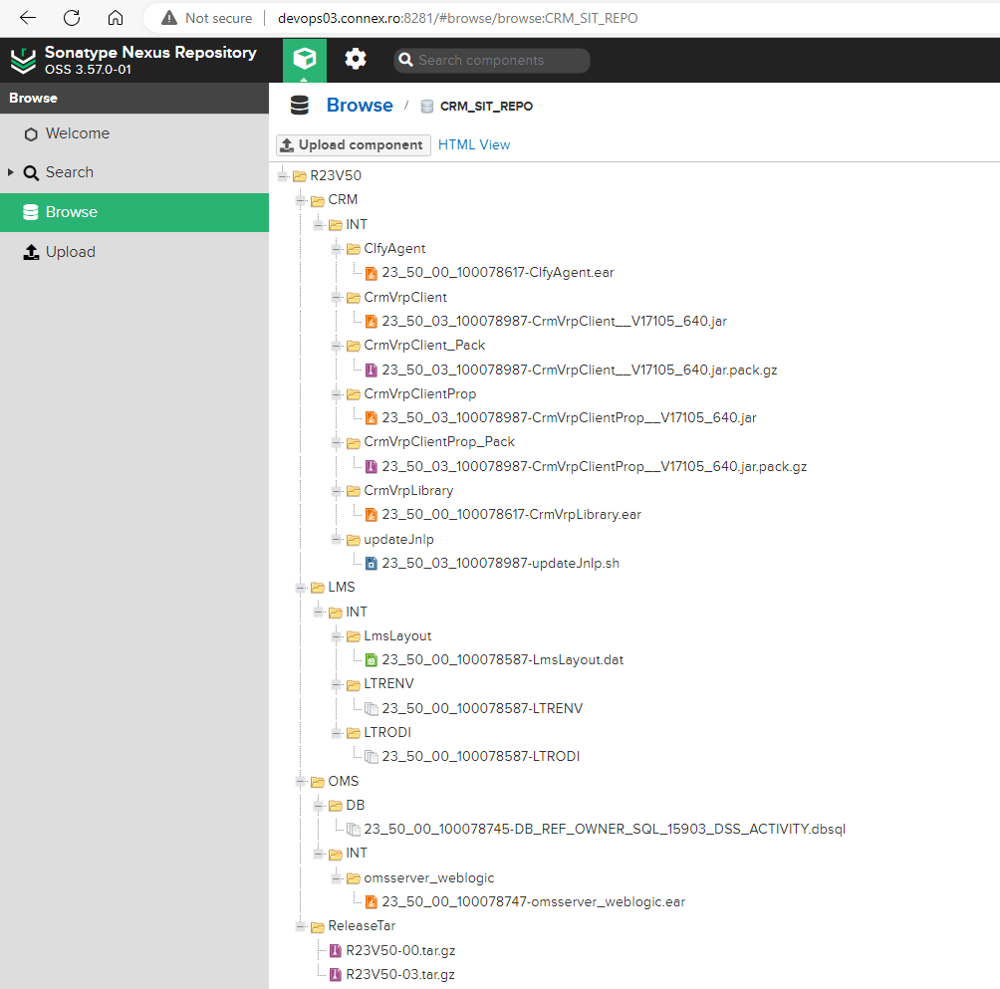 Not secure
devops03.connex.ro:8281/#browse/browse:CRM_SIT_REPO
Sonatype Nexus Repository
OSS 3.57.0-01
Search components
Browse
Browse / CRM_SIT_REPO
Welcome
Search
Browse
Upload
Upload component HTML View
R23V50
CRM
INT
ClfyAgent
23_50_00_100078617-ClfyAgent.ear
CrmVrpClient
23_50_03_100078987-CrmVrpClient__V17105_640.jar
CrmVrpClient_Pack
23_50_03_100078987-CrmVrpClient__V17105_640.jar.pack.gz
CrmVrpClientProp
23_50_03_100078987-CrmVrpClientProp__V17105_640.jar
CrmVrpClientProp_Pack
23_50_03_100078987-CrmVrpClientProp__V17105_640.jar.pack.gz
CrmVrpLibrary
23_50_00_100078617-CrmVrpLibrary.ear
updateJnlp
23_50_03_100078987-updateJnlp.sh
LMS
INT
LmsLayout
23_50_00_100078587-LmsLayout.dat
LTRENV
23_50_00_100078587-LTRENV
LTRODI
23_50_00_100078587-LTRODI
OMS
DB
23_50_00_100078745-DB_REF_OWNER_SQL_15903_DSS_ACTIVITY.dbsql
INT
omsserver_weblogic
23_50_00_100078747-omsserver_weblogic.ear
ReleaseTar
R23V50-00.tar.gz
R23V50-03.tar.gz